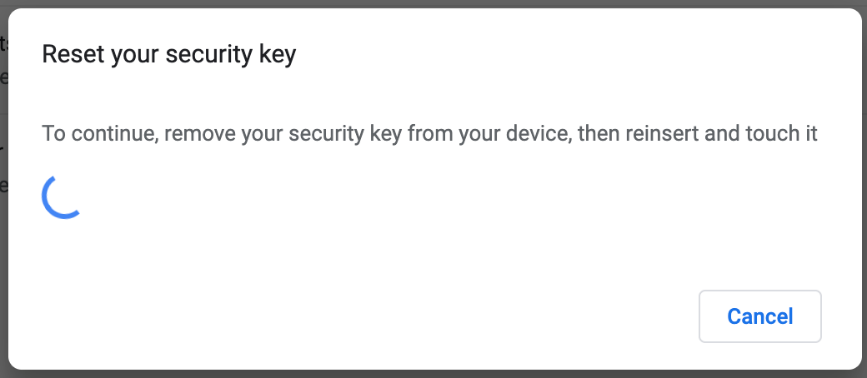 Reset your security key
To continue, remove your security key from your device, then reinsert and touch it
Cancel